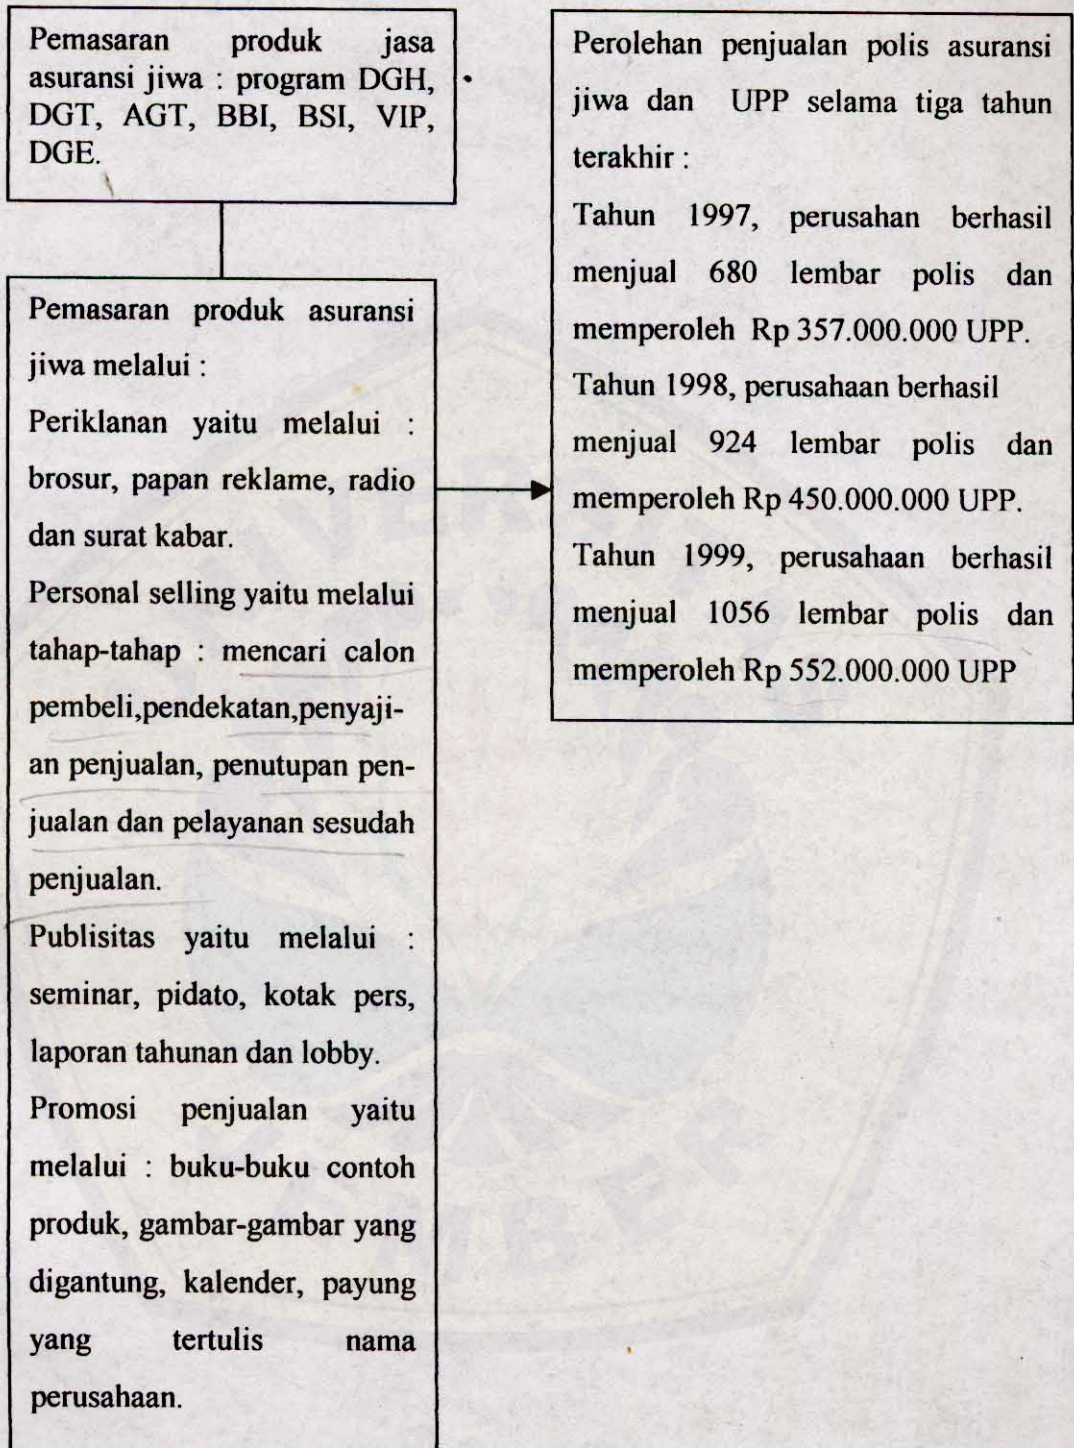 Pemasaran produk jasa
asuransi jiwa : program DGH,
DGT, AGT, BBI, BSI, VIP,
DGE.
Pemasaran produk asuransi
jiwa melalui :
Periklanan yaitu melalui :
brosur, papan reklame, radio
dan surat kabar.
Personal selling yaitu melalui
tahap-tahap : mencari calon
pembeli,pendekatan,penyaji-
an penjualan, penutupan pen-
jualan dan pelayanan sesudah
penjualan.
Publisitas yaitu melalui :
seminar, pidato, kotak pers,
laporan tahunan dan lobby.
Promosi penjualan yaitu
melalui : buku-buku contoh
produk, gambar-gambar yang
digantung, kalender, payung
yang tertulis nama
perusahaan.
Perolehan penjualan polis asuransi
jiwa dan UPP selama tiga tahun
terakhir :
Tahun 1997, perusahan berhasil
menjual 680 lembar polis dan
memperoleh Rp 357.000.000 UPP.
Tahun 1998, perusahaan berhasil
menjual 924 lembar polis dan
memperoleh Rp 450.000.000 UPP.
Tahun 1999, perusahaan berhasil
menjual 1056 lembar polis dan
memperoleh Rp 552.000.000 UPP